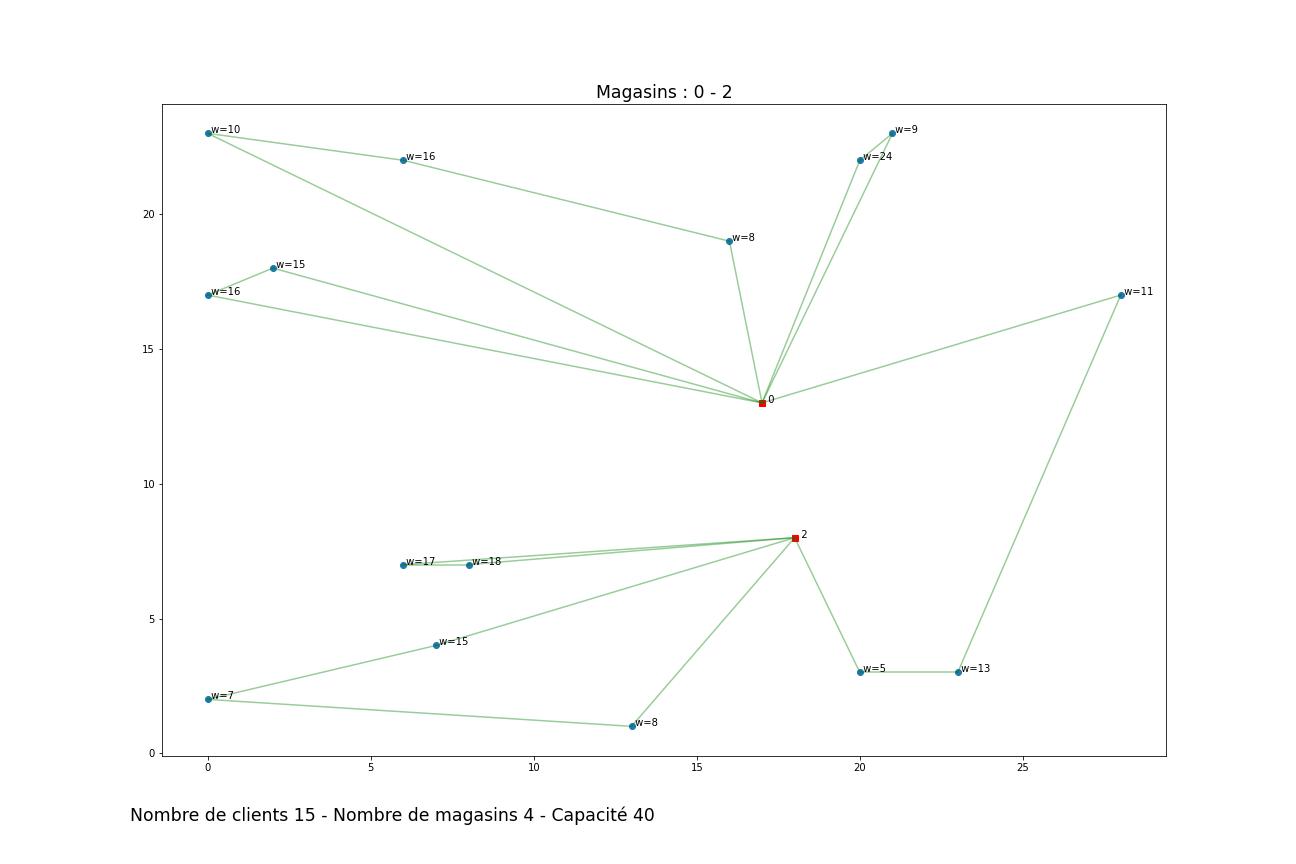 Magasins : 0 - 2
w=10
w=9
w=16
w=24
w=8
w=15
w=16
w=11
0
2
w=17
w=18
w=15
w=5
w=13
w=7
w=8
20
15
10
5
0
0
5
10
15
20
25
Nombre de clients 15 - Nombre de magasins 4 - Capacité 40